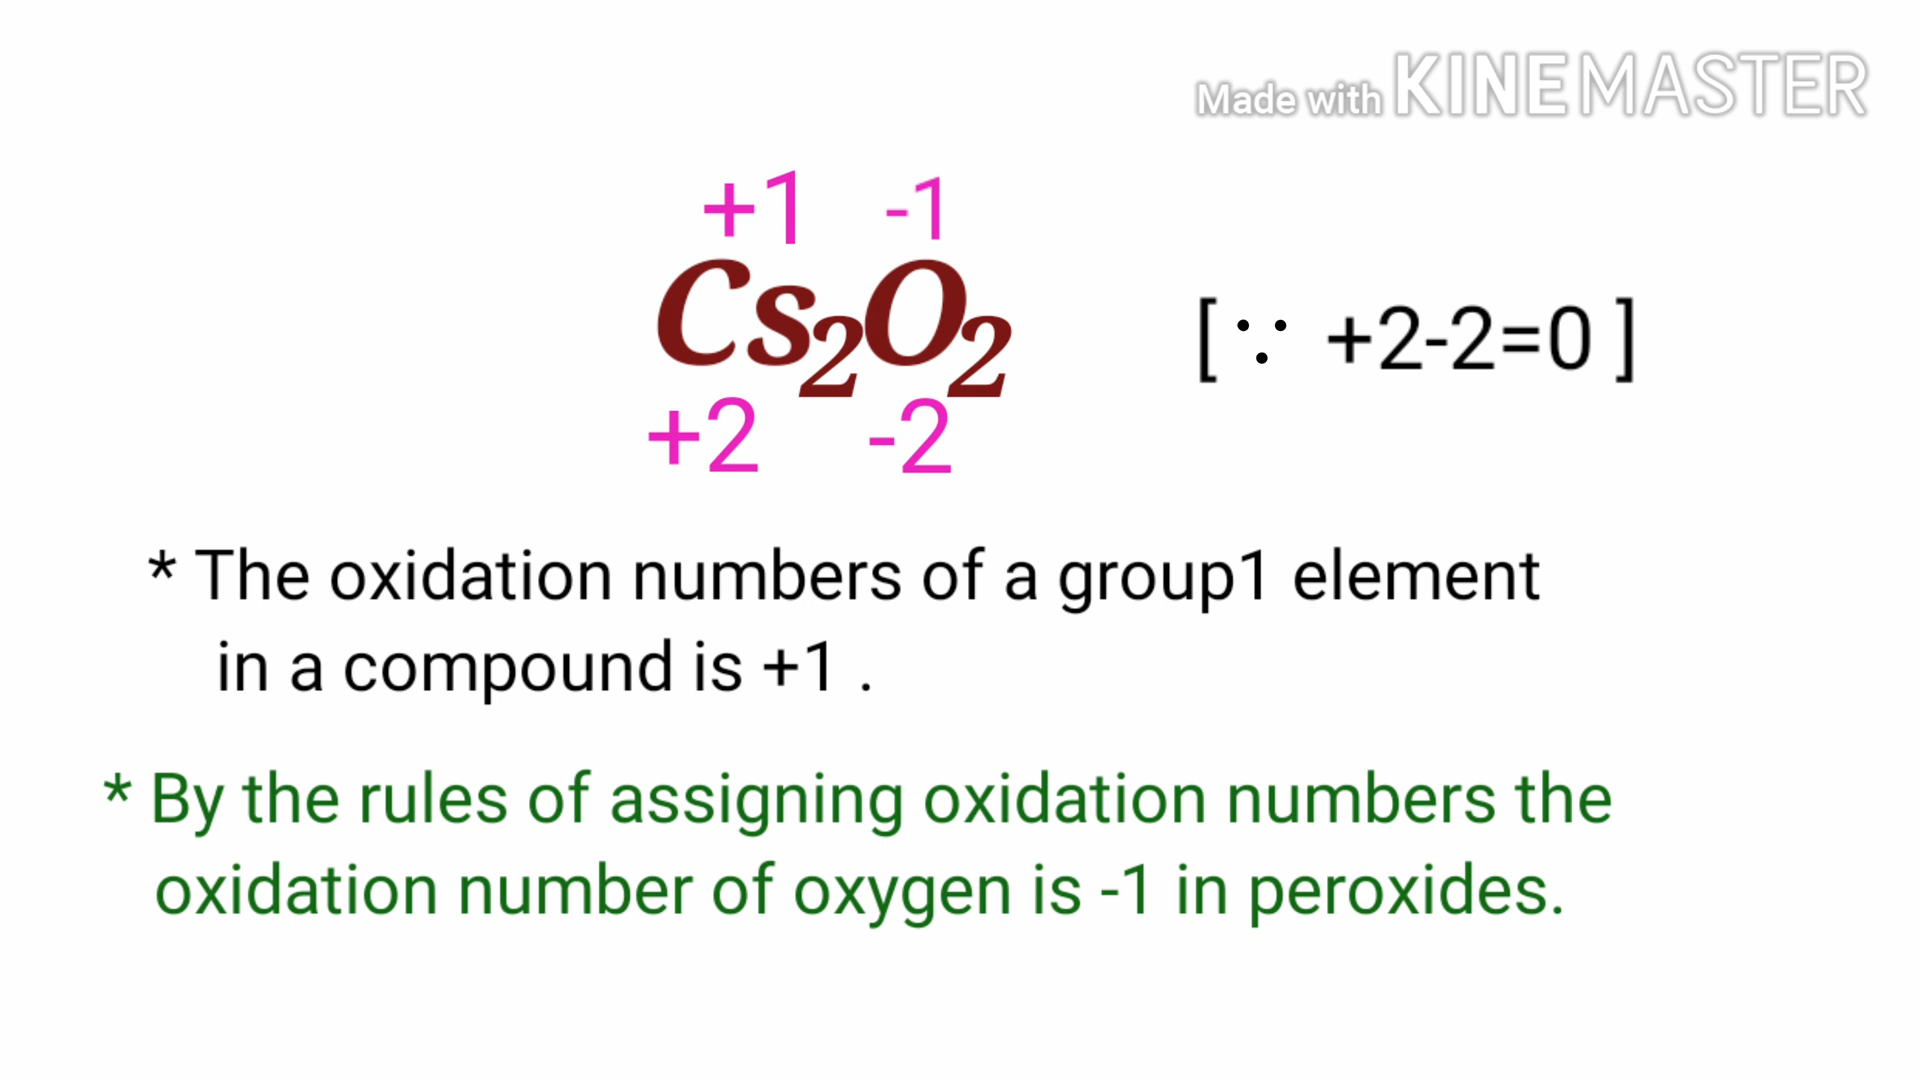 Made with KINEMASTER
+1 -1
Cs₂O₂
[ ∵ +2-2=0 ]
+2 -2
* The oxidation numbers of a group1 element
in a compound is +1 .
* By the rules of assigning oxidation numbers the
oxidation number of oxygen is -1 in peroxides.